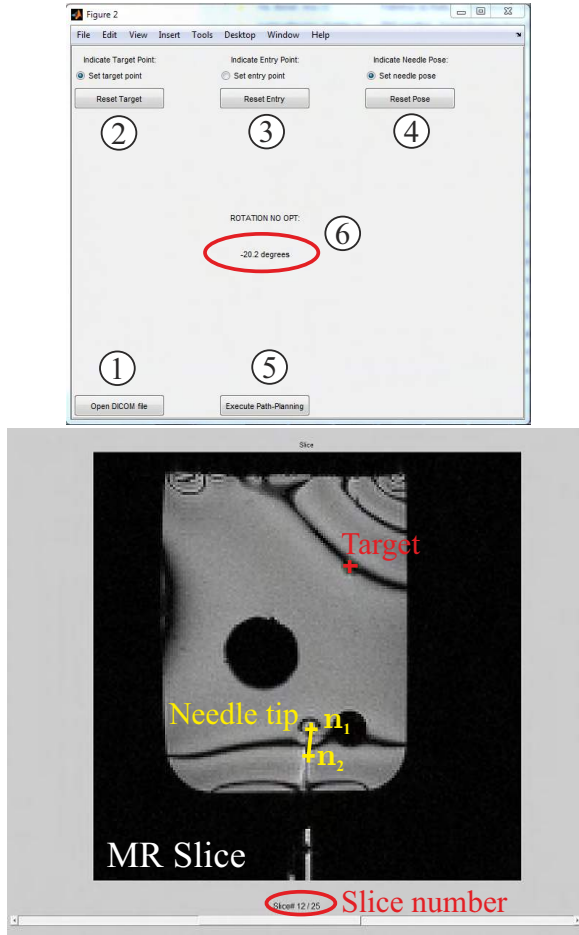 Figure 2
File Edit View Insert Tools Desktop Window Help
Indicate Target Point: Indicate Entry Point: Indicate Needle Pose:
Set target point Set entry point Set needle pose
Reset Target Reset Entry Reset Pose
2 3 4
ROTATION NO OPT:
6
-20.2 degrees
1 5
Open DICOM file Execute Path-Planning
Slice
Target
Needle tip n1
n2
MR Slice
Slice# 12 / 25 Slice number